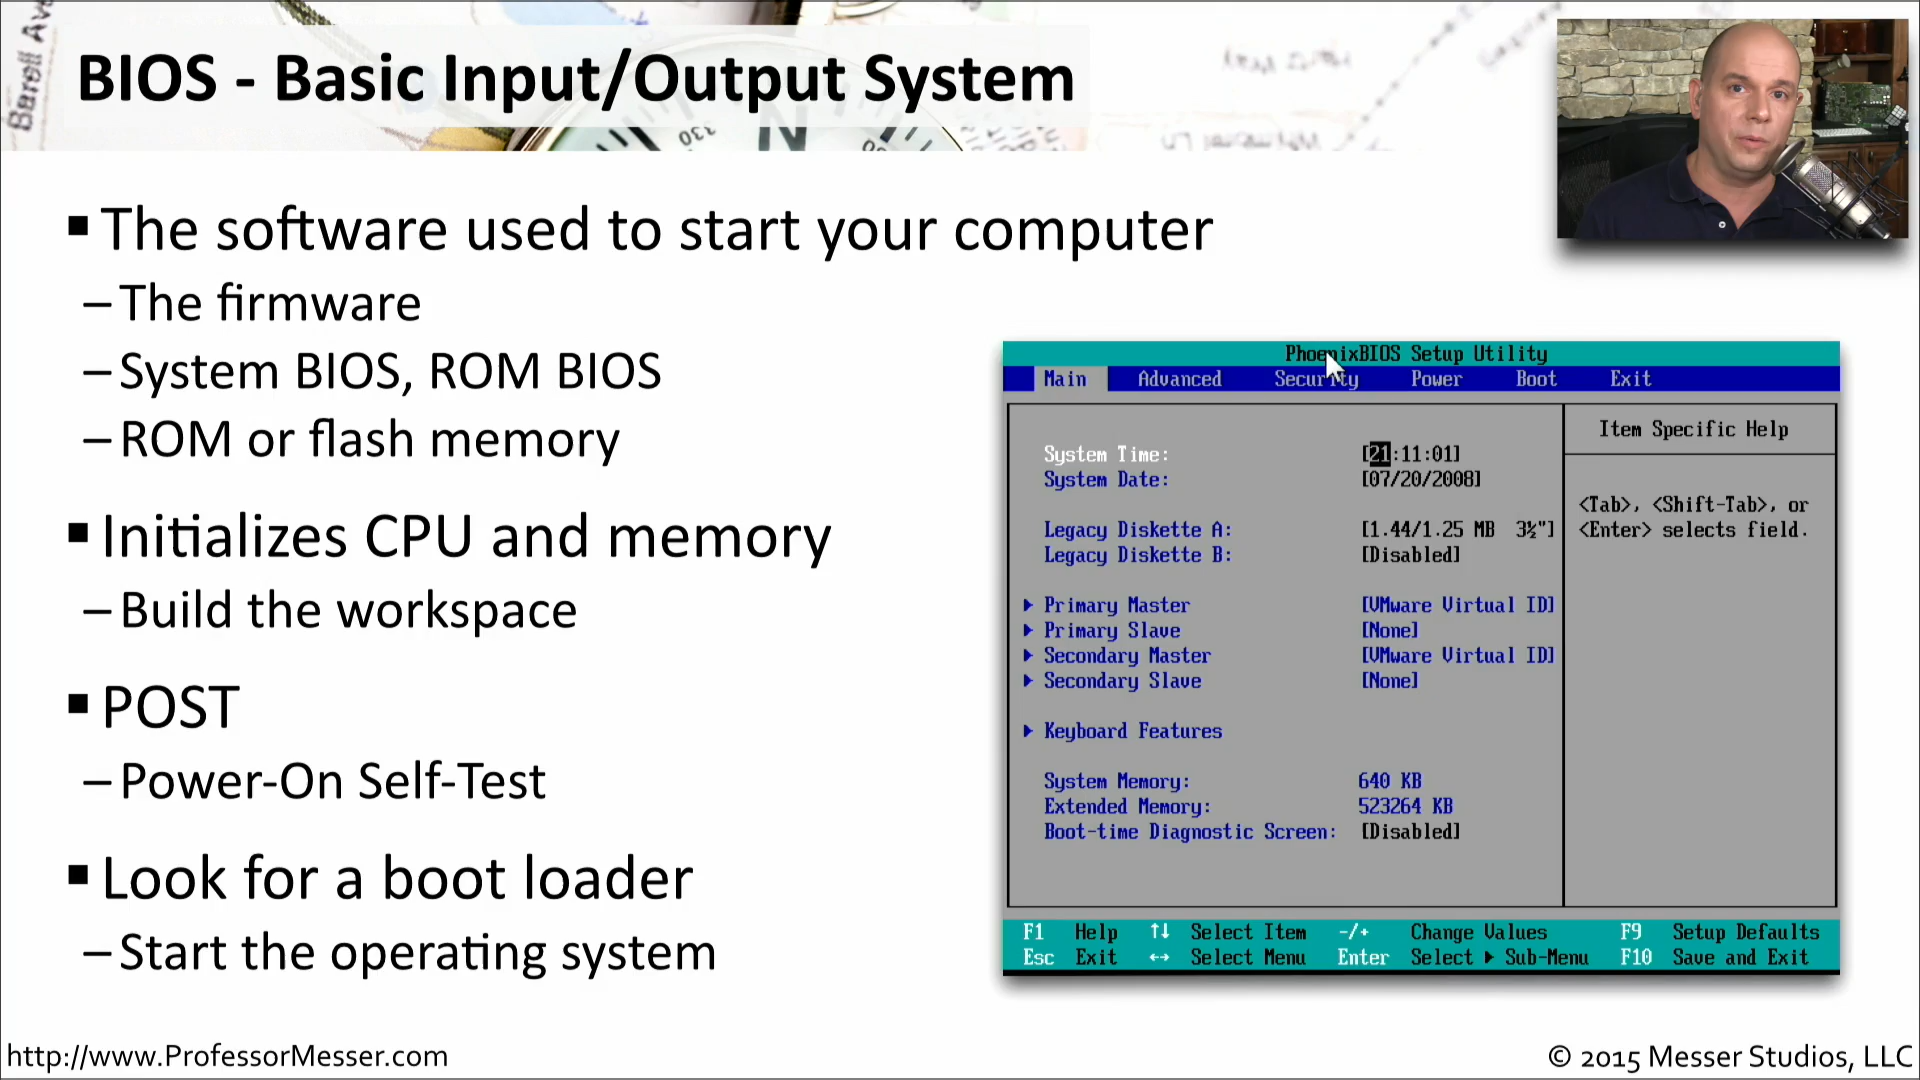 BIOS - Basic Input/Output System
▪ The software used to start your computer
– The firmware
– System BIOS, ROM BIOS
– ROM or flash memory
▪ Initializes CPU and memory
– Build the workspace
▪ POST
– Power-On Self-Test
▪ Look for a boot loader
– Start the operating system
PhoenixBIOS Setup Utility
Main Advanced Security Power Boot Exit
Item Specific Help
System Time: [21:11:01]
System Date: [07/20/2008]
<Tab>, <Shift-Tab>, or
<Enter> selects field.
Legacy Diskette A: [1.44/1.25 MB 3½"]
Legacy Diskette B: [Disabled]
Primary Master [VMware Virtual ID]
Primary Slave [None]
Secondary Master [VMware Virtual ID]
Secondary Slave [None]
Keyboard Features
System Memory: 640 KB
Extended Memory: 523264 KB
Boot-time Diagnostic Screen: [Disabled]
F1 Help ↑↓ Select Item -/+ Change Values F9 Setup Defaults
Esc Exit ↔ Select Menu Enter Select ▶ Sub-Menu F10 Save and Exit
http://www.ProfessorMesser.com
© 2015 Messer Studios, LLC
330
N